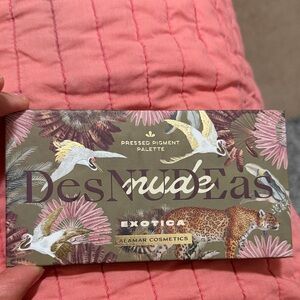 PRESSED PIGMENT
PALETTE
DesNUDEas
nude
EXOTICA
ALAMAR COSMETICS